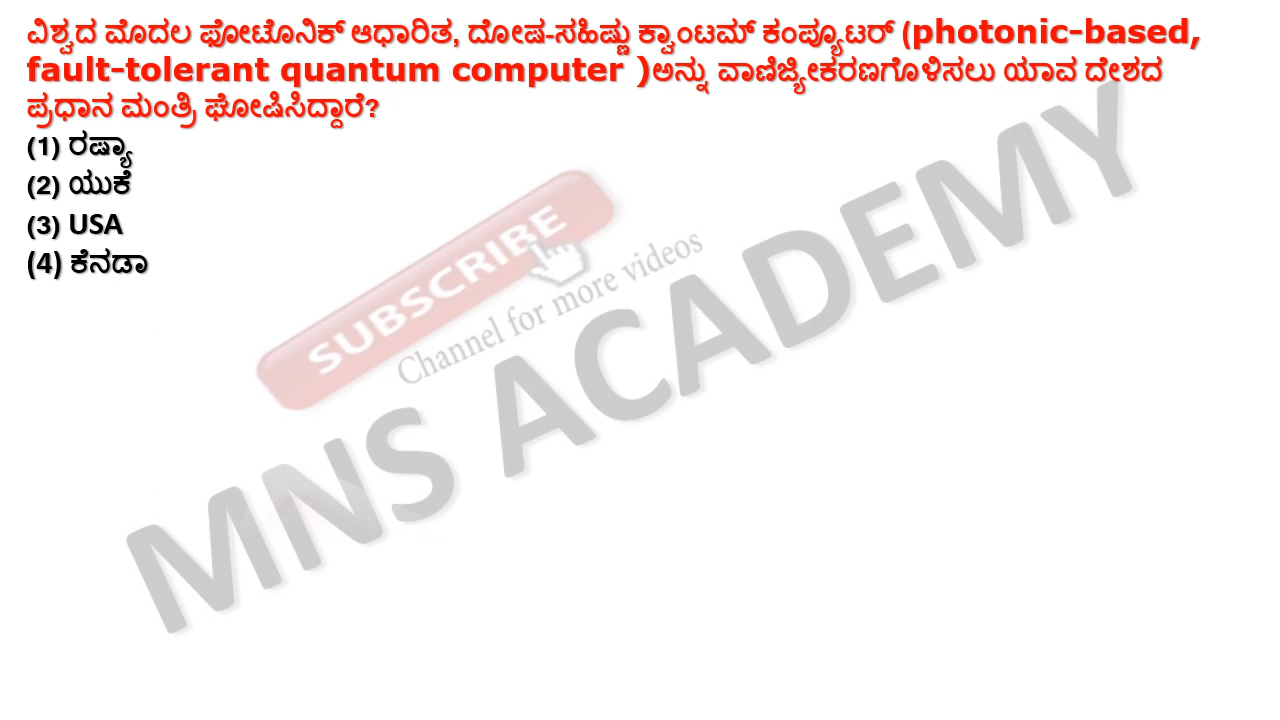 ವಿಶ್ವದ ಮೊದಲ ಫೋಟೊನಿಕ್ ಆಧಾರಿತ, ದೋಷ-ಸಹಿಷ್ಣು ಕ್ವಾಂಟಮ್ ಕಂಪ್ಯೂಟರ್ (photonic-based,
fault-tolerant quantum computer )ಅನ್ನು ವಾಣಿಜ್ಯೀಕರಣಗೊಳಿಸಲು ಯಾವ ದೇಶದ
ಪ್ರಧಾನ ಮಂತ್ರಿ ಘೋಷಿಸಿದ್ದಾರೆ?
(1) ರಷ್ಯಾ
(2) ಯುಕೆ
(3) USA
(4) ಕೆನಡಾ
SUBSCRIBE
Channel for more videos
MNS ACADEMY